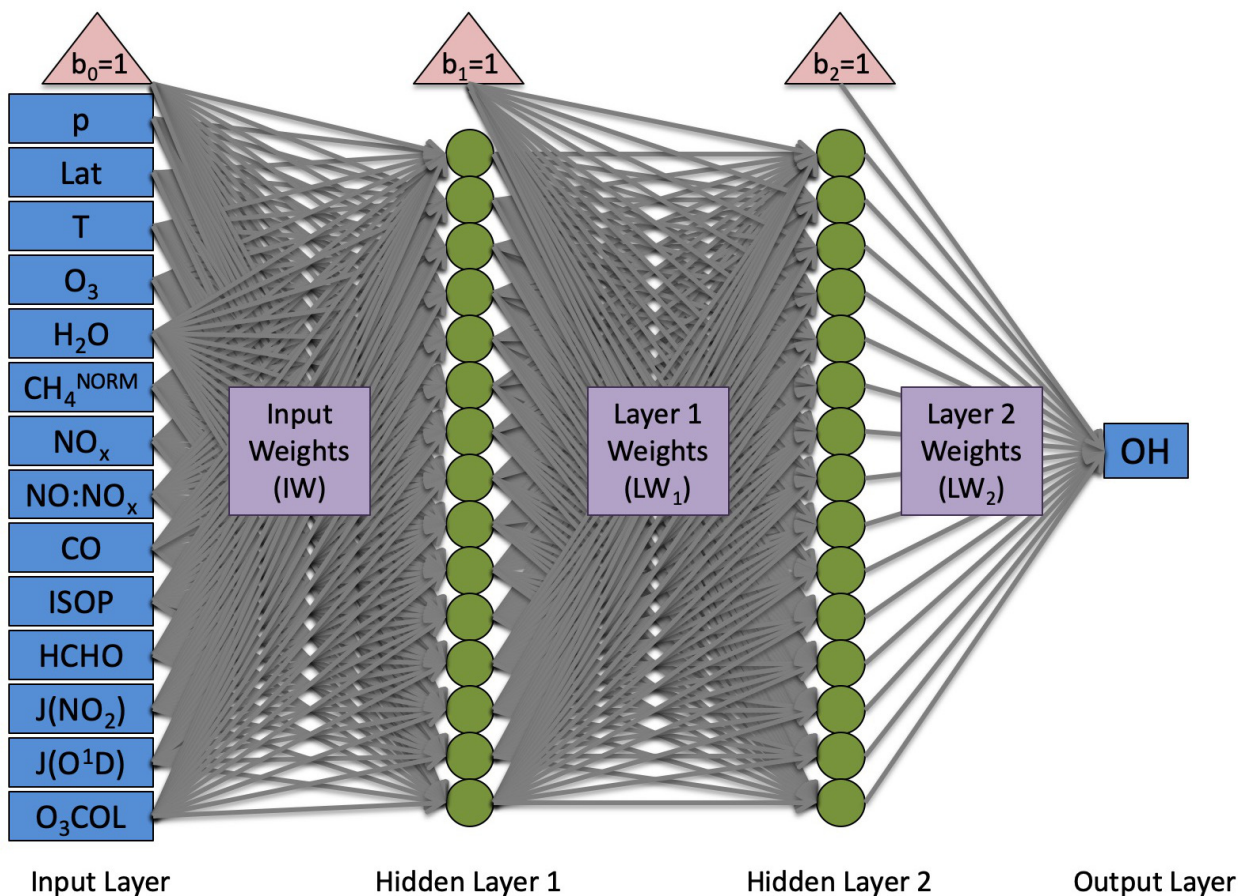 b₀=1
b₁=1
b₂=1
p
Lat
T
O₃
H₂O
CH₄ᴺᴼᴿᴹ
NOₓ
NO:NOₓ
CO
ISOP
HCHO
J(NO₂)
J(O¹D)
O₃COL
Input
Weights
(IW)
Layer 1
Weights
(LW₁)
Layer 2
Weights
(LW₂)
OH
Input Layer
Hidden Layer 1
Hidden Layer 2
Output Layer